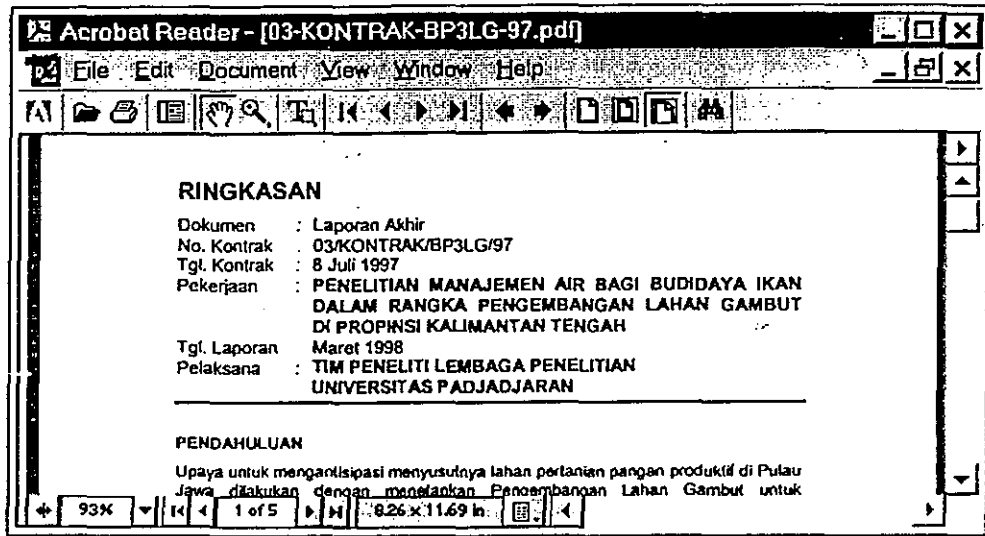 Acrobat Reader - [03-KONTRAK-BP3LG-97.pdf]
File Edit Document View Window Help
RINGKASAN
Dokumen : Laporan Akhir
No. Kontrak : 03/KONTRAK/BP3LG/97
Tgl. Kontrak : 8 Juli 1997
Pekerjaan : PENELITIAN MANAJEMEN AIR BAGI BUDIDAYA IKAN
DALAM RANGKA PENGEMBANGAN LAHAN GAMBUT
DI PROPINSI KALIMANTAN TENGAH
Tgl. Laporan Maret 1998
Pelaksana : TIM PENELITI LEMBAGA PENELITIAN
UNIVERSITAS PADJADJARAN
PENDAHULUAN
Upaya untuk mengantisipasi menyusutnya lahan pertanian pangan produktif di Pulau
Jawa dilakukan dengan menetapkan Pengembangan Lahan Gambut untuk
93% 1 of 5 8.26 x 11.69 in